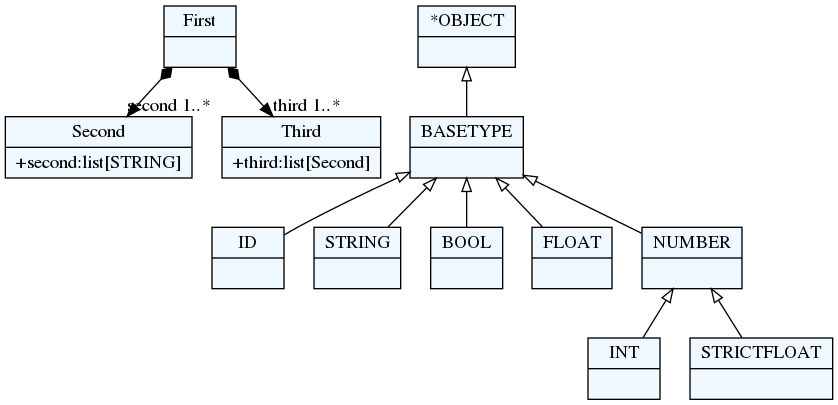 First
*OBJECT
second 1..*
third 1..*
Second
+second:list[STRING]
Third
+third:list[Second]
BASETYPE
ID
STRING
BOOL
FLOAT
NUMBER
INT
STRICTFLOAT